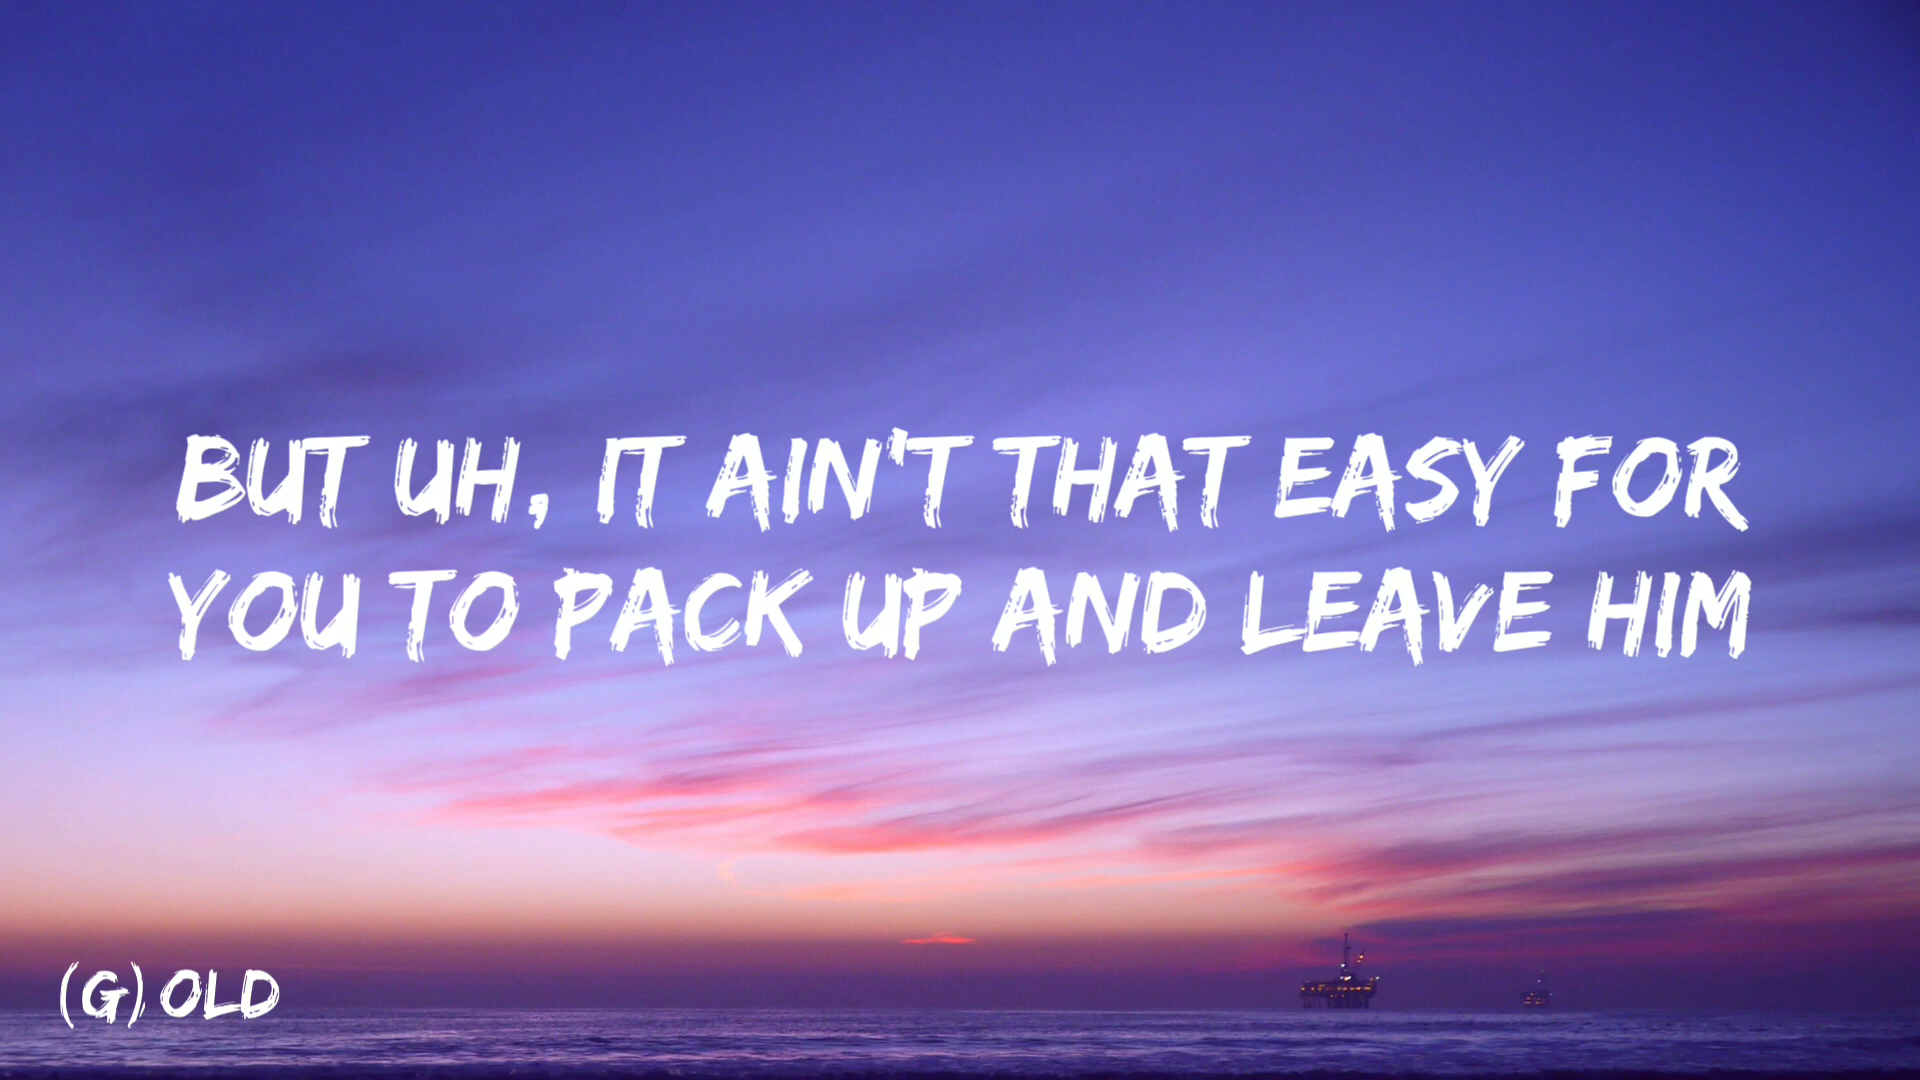 BUT UH, IT AIN'T THAT EASY FOR
YOU TO PACK UP AND LEAVE HIM
(G) OLD